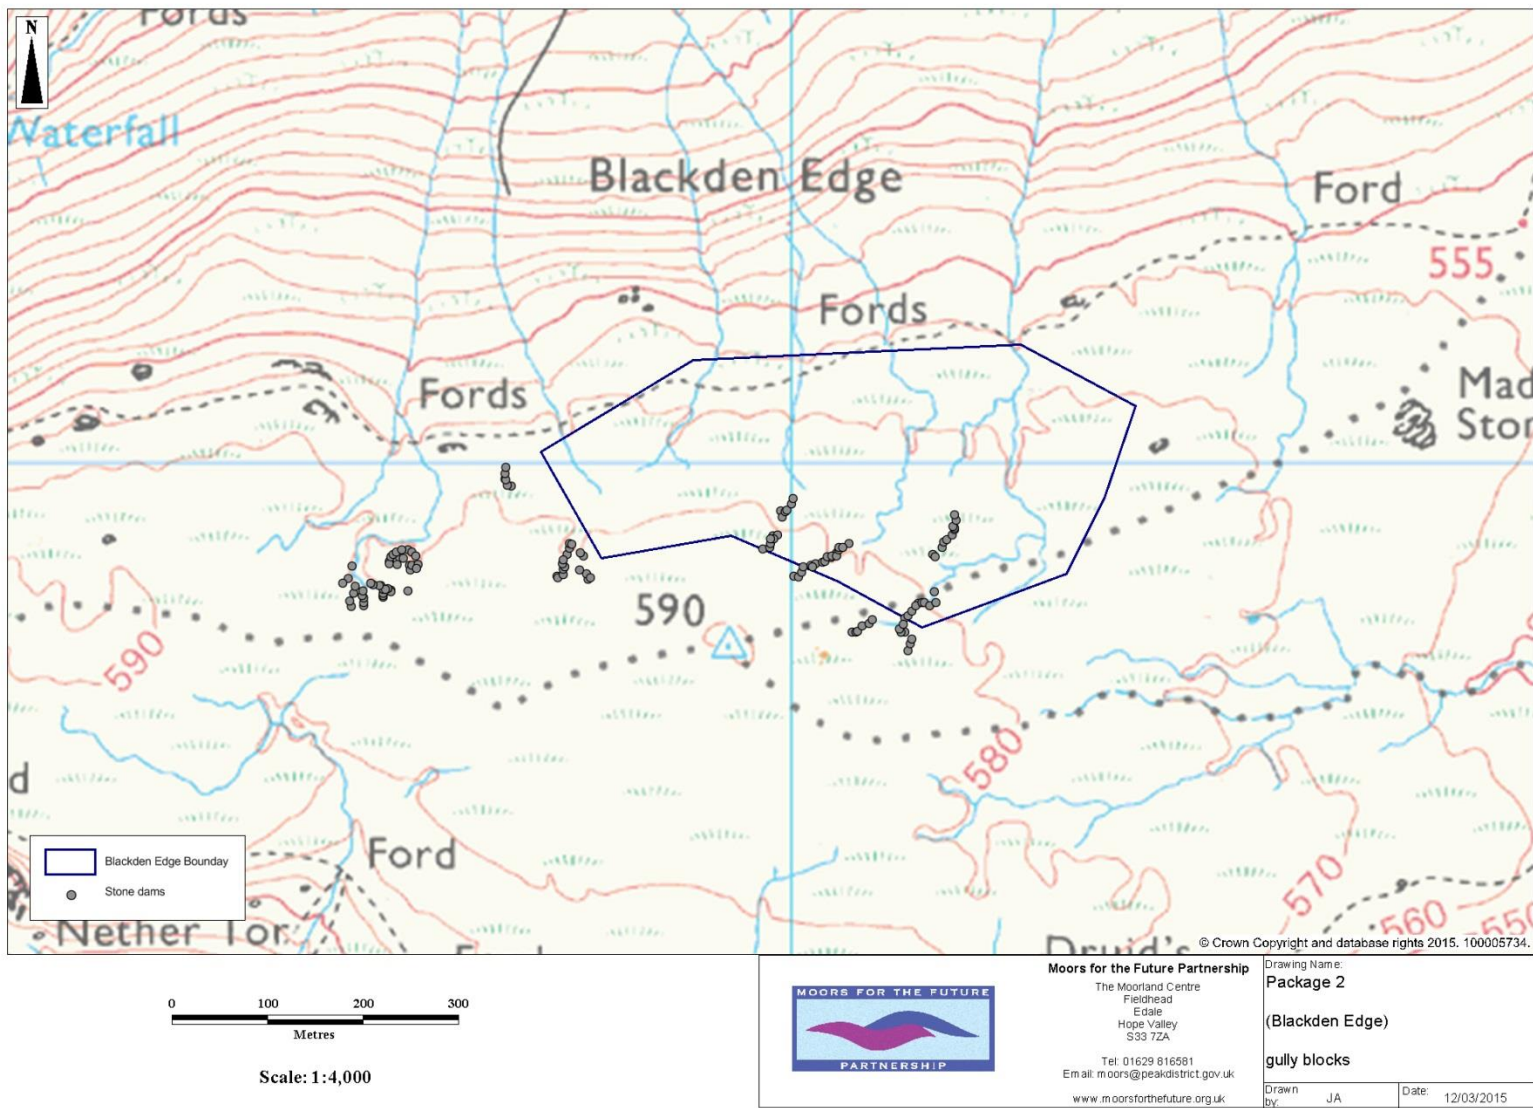 N
Fords
Waterfall
Blackden Edge
Ford
555
Fords
Fords
Mad
Ston
590
590
580
d
Ford
570
560
550
Nether Tor
Druid's
Blackden Edge Bounday
Stone dams
© Crown Copyright and database rights 2015. 100005734.
0 100 200 300
Metres
Scale: 1:4,000
MOORS FOR THE FUTURE
PARTNERSHIP
Moors for the Future Partnership
The Moorland Centre
Fieldhead
Edale
Hope Valley
S33 7ZA
Tel: 01629 816581
Email: moors@peakdistrict.gov.uk
www.moorsforthefuture.org.uk
Drawing Name:
Package 2
(Blackden Edge)
gully blocks
Drawn by: JA
Date: 12/03/2015